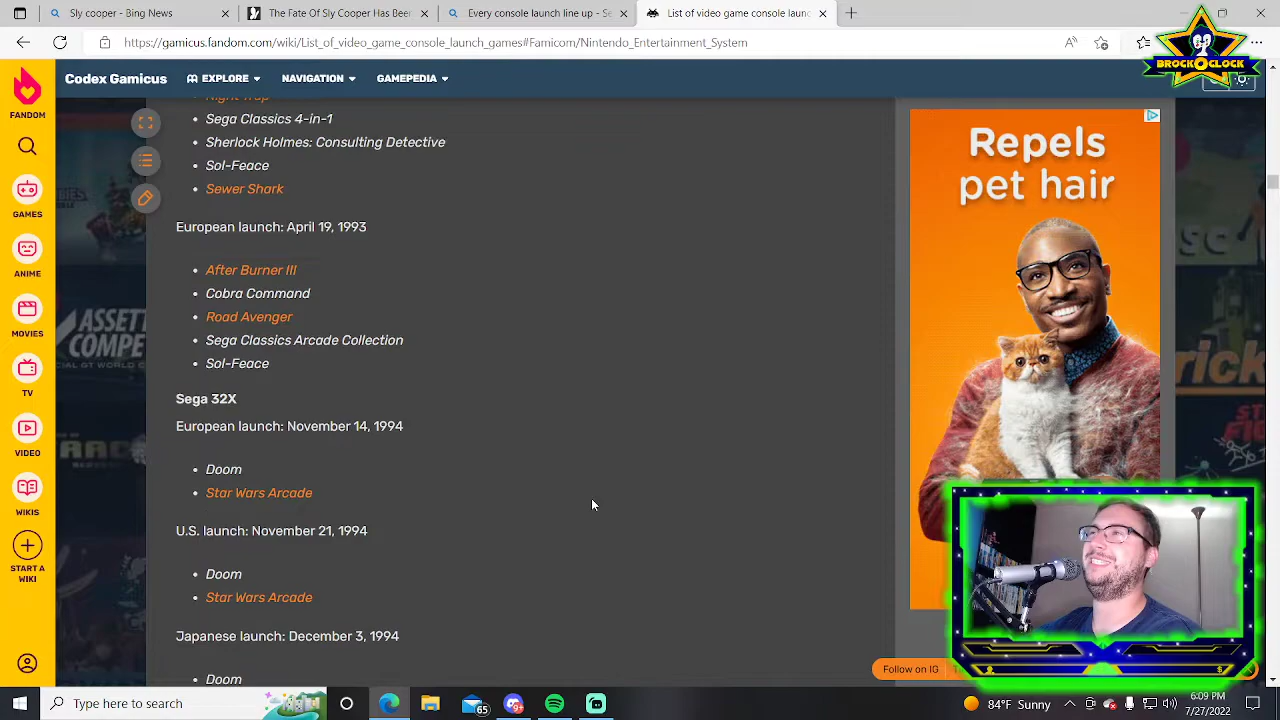 Sly Cooper - Bing
The Fate Of Sly Cooper Has Been
Every console launch line up - Se
List of video game console launc
https://gamicus.fandom.com/wiki/List_of_video_game_console_launch_games#Famicom/Nintendo_Entertainment_System
BROCKOCLOCK
FANDOM
Codex Gamicus
EXPLORE
NAVIGATION
GAMEPEDIA
GAMES
ANIME
MOVIES
TV
VIDEO
WIKIS
START A
WIKI
Night Trap
Sega Classics 4-in-1
Sherlock Holmes: Consulting Detective
Sol-Feace
Sewer Shark
European launch: April 19, 1993
After Burner III
Cobra Command
Road Avenger
Sega Classics Arcade Collection
Sol-Feace
Sega 32X
European launch: November 14, 1994
Doom
Star Wars Arcade
U.S. launch: November 21, 1994
Doom
Star Wars Arcade
Japanese launch: December 3, 1994
Doom
Repels
pet hair
ASSETT
COMPE
Follow on IG
Type here to search
65
84°F Sunny
6:09 PM
7/27/2022